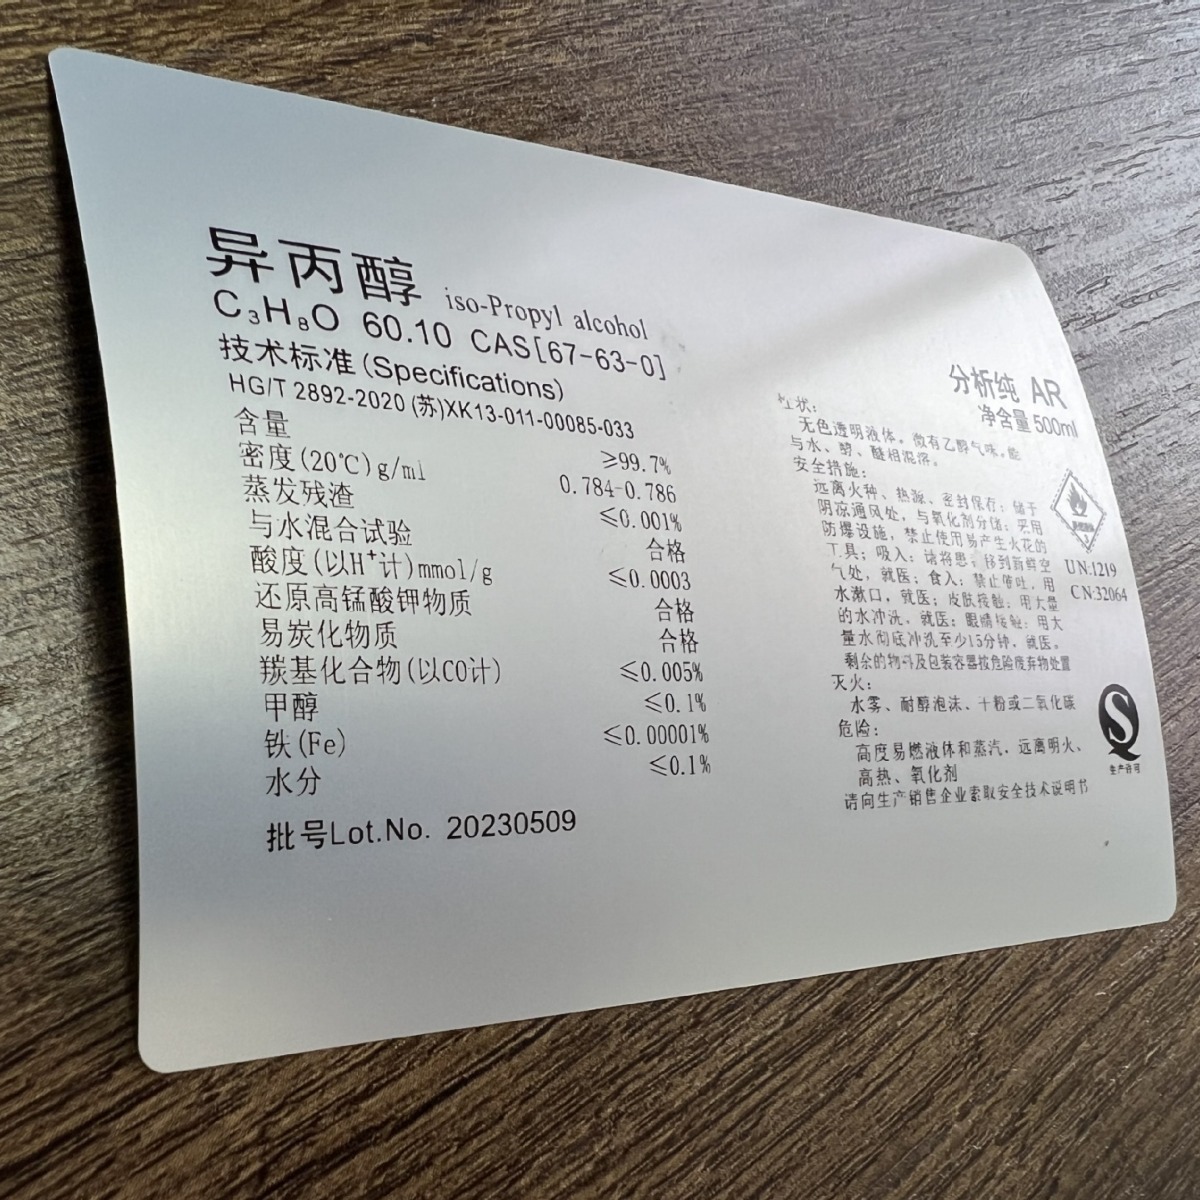 异丙醇 iso-Propyl alcohol
C₃H₈O 60.10 CAS[67-63-0]
技术标准(Specifications)
HG/T 2892-2020 (苏)XK13-011-00085-033
含量 ≥99.7%
密度(20℃)g/ml 0.784-0.786
蒸发残渣 ≤0.001%
与水混合试验 合格
酸度(以H⁺计)mmol/g ≤0.0003
还原高锰酸钾物质 合格
易炭化物质 合格
羰基化合物(以CO计) ≤0.005%
甲醇 ≤0.1%
铁(Fe) ≤0.00001%
水分 ≤0.1%
批号Lot.No. 20230509
分析纯 AR
净含量 500ml
性状:
无色透明液体。微有乙醇气味。能
与水、醇、醚相混溶。
安全措施:
远离火种、热源、密封保存; 储于
阴凉通风处, 与氧化剂分储; 采用
防爆设施, 禁止使用易产生火花的
工具; 吸入: 请将患 移到新鲜空
气处, 就医; 食入: 禁止催吐, 用
水漱口, 就医; 皮肤接触: 用大量
的水冲洗, 就医; 眼睛接触: 用大
量水彻底冲洗至少15分钟, 就医。
剩余的物料及包装容器按危险废弃物处置
灭火:
水雾、耐醇泡沫、干粉或二氧化碳
危险:
高度易燃液体和蒸汽, 远离明火、
高热、氧化剂
请向生产销售企业索取安全技术说明书
UN:1219
CN:32064
生产许可